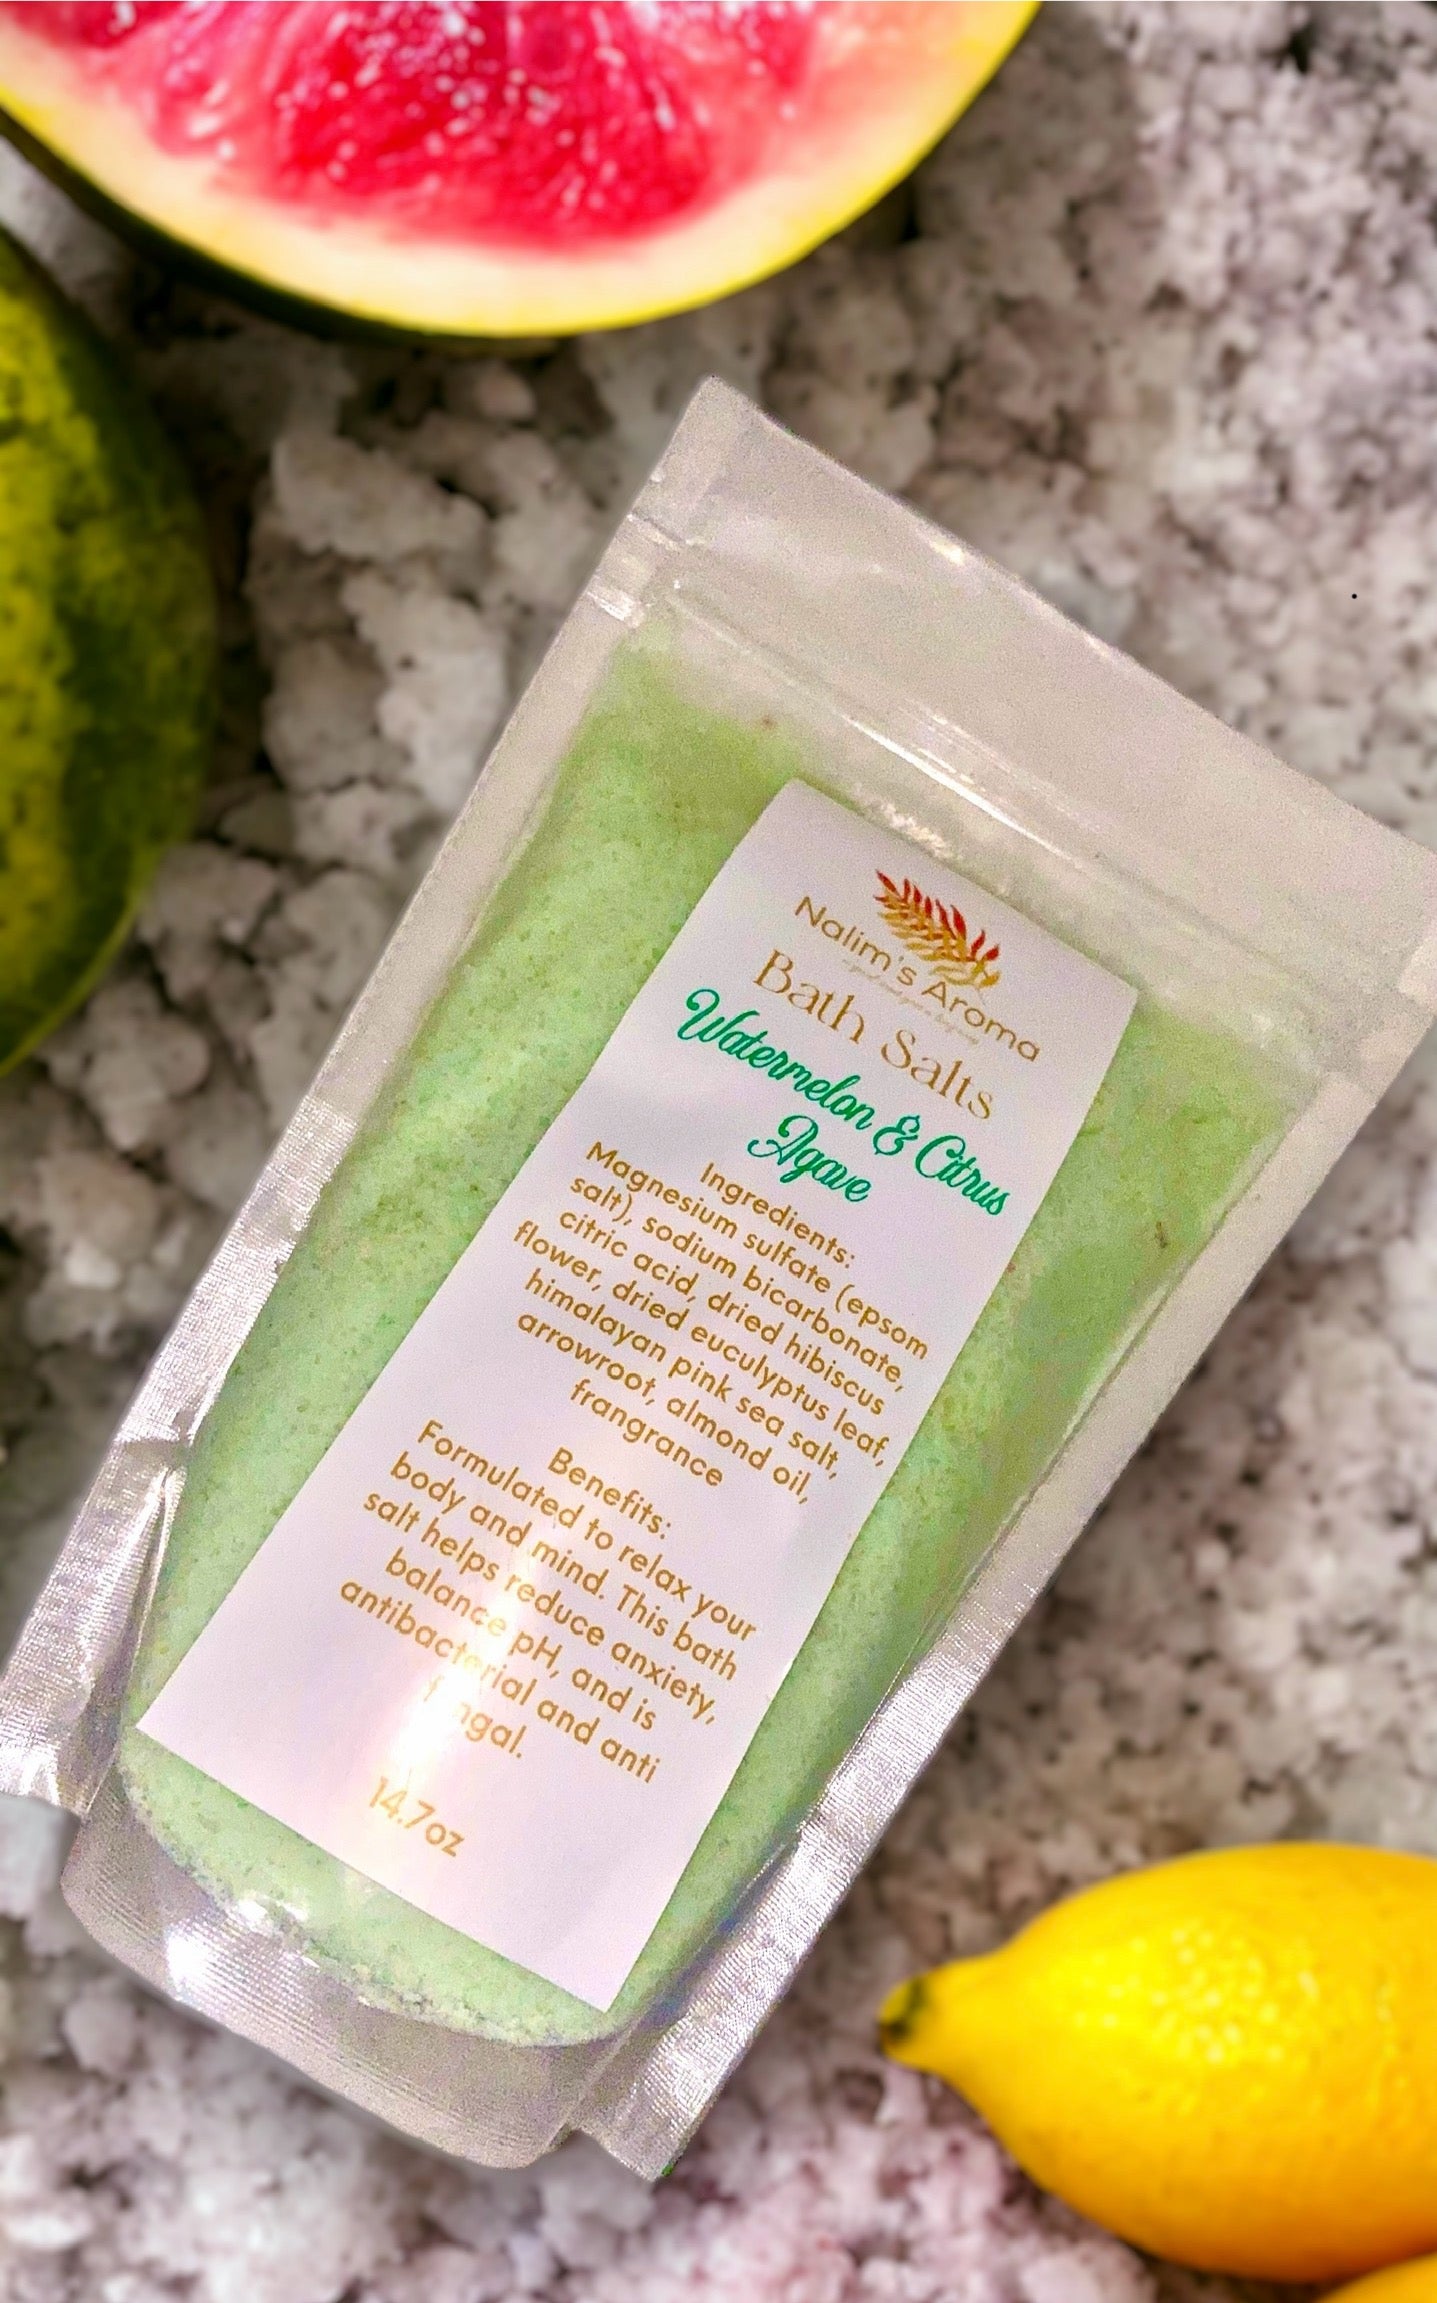 Nalim's Aroma
Bath Salts
Watermelon & Citrus
Agave
Ingredients:
Magnesium sulfate (epsom
salt), sodium bicarbonate,
citric acid, dried hibiscus
flower, dried euculyptus leaf,
himalayan pink sea salt,
arrowroot, almond oil,
frangrance
Benefits:
Formulated to relax your
body and mind. This bath
salt helps reduce anxiety,
balance pH, and is
antibacterial and anti
fungal.
14.7oz